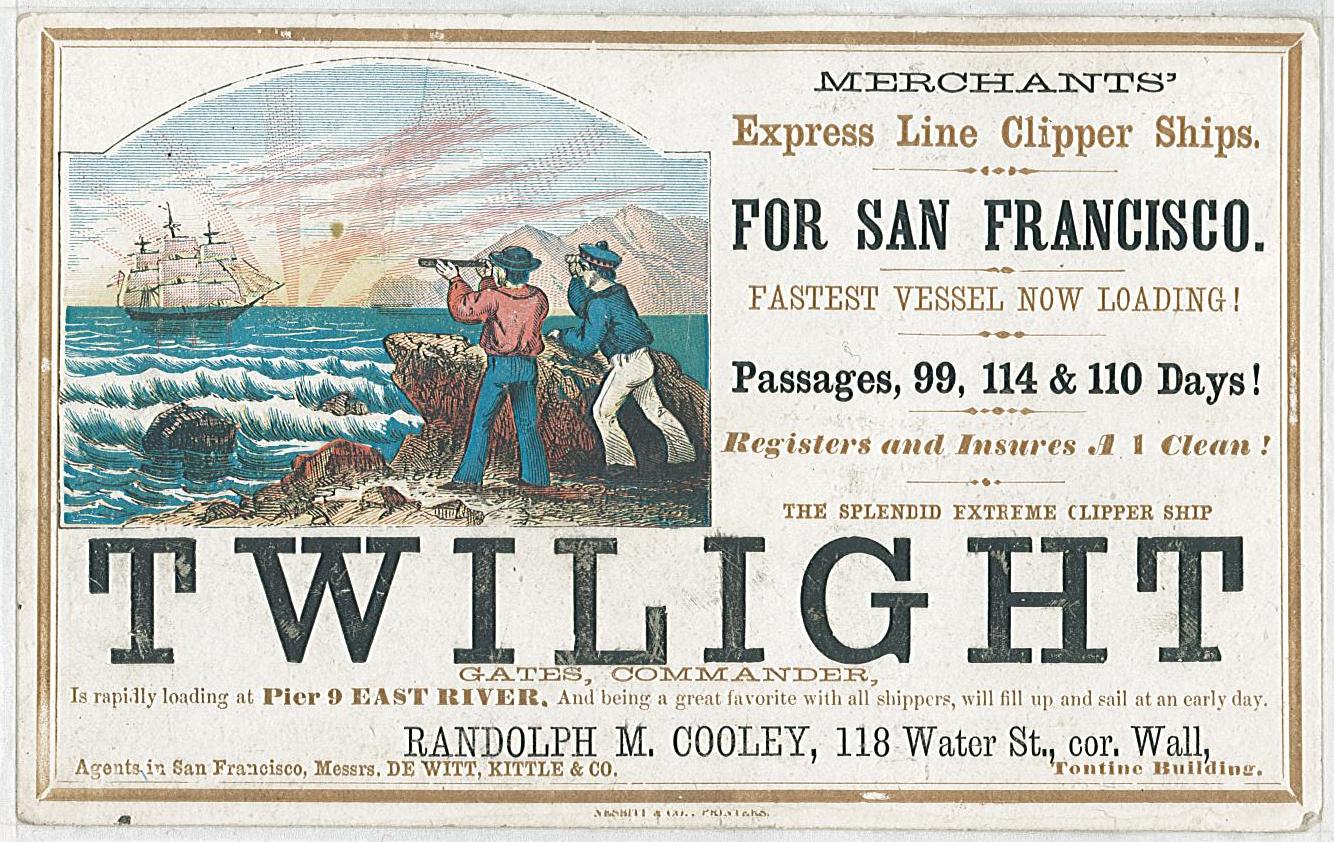 MERCHANTS'
Express Line Clipper Ships.
FOR SAN FRANCISCO.
FASTEST VESSEL NOW LOADING!
Passages, 99, 114 & 110 Days!
Registers and Insures A 1 Clean!
THE SPLENDID EXTREME CLIPPER SHIP
TWILIGHT
GATES, COMMANDER,
Is rapidly loading at Pier 9 EAST RIVER. And being a great favorite with all shippers, will fill up and sail at an early day.
RANDOLPH M. COOLEY, 118 Water St., cor. Wall,
Agents in San Francisco, Messrs. DE WITT, KITTLE & CO.
Tontine Building.
NESBITT & CO., PRINTERS.